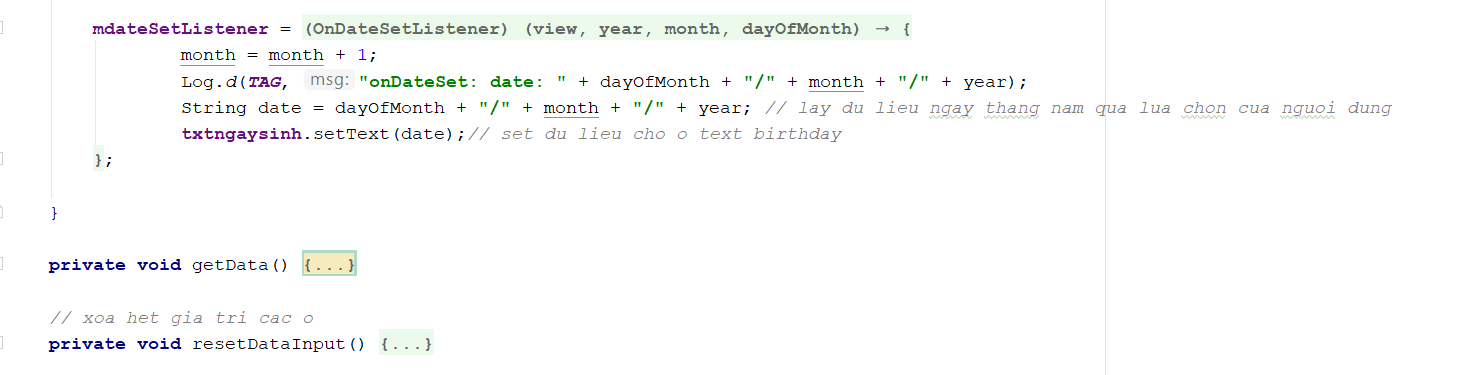 mdateSetListener = (OnDateSetListener) (view, year, month, dayOfMonth) → {
month = month + 1;
Log.d(TAG, msg: "onDateSet: date: " + dayOfMonth + "/" + month + "/" + year);
String date = dayOfMonth + "/" + month + "/" + year; // lay du lieu ngay thang nam qua lua chon cua nguoi dung
txtngaysinh.setText(date);// set du lieu cho o text birthday
};
}
private void getData() {...}
// xoa het gia tri cac o
private void resetDataInput() {...}